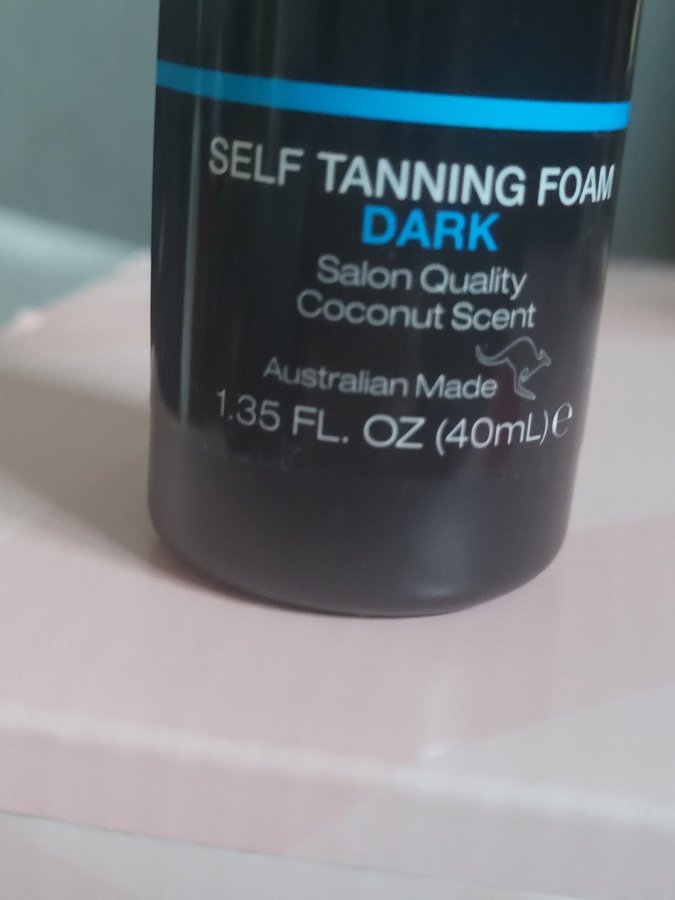 SELF TANNING FOAM
DARK
Salon Quality
Coconut Scent
Australian Made
1.35 FL. OZ (40mL) ℮